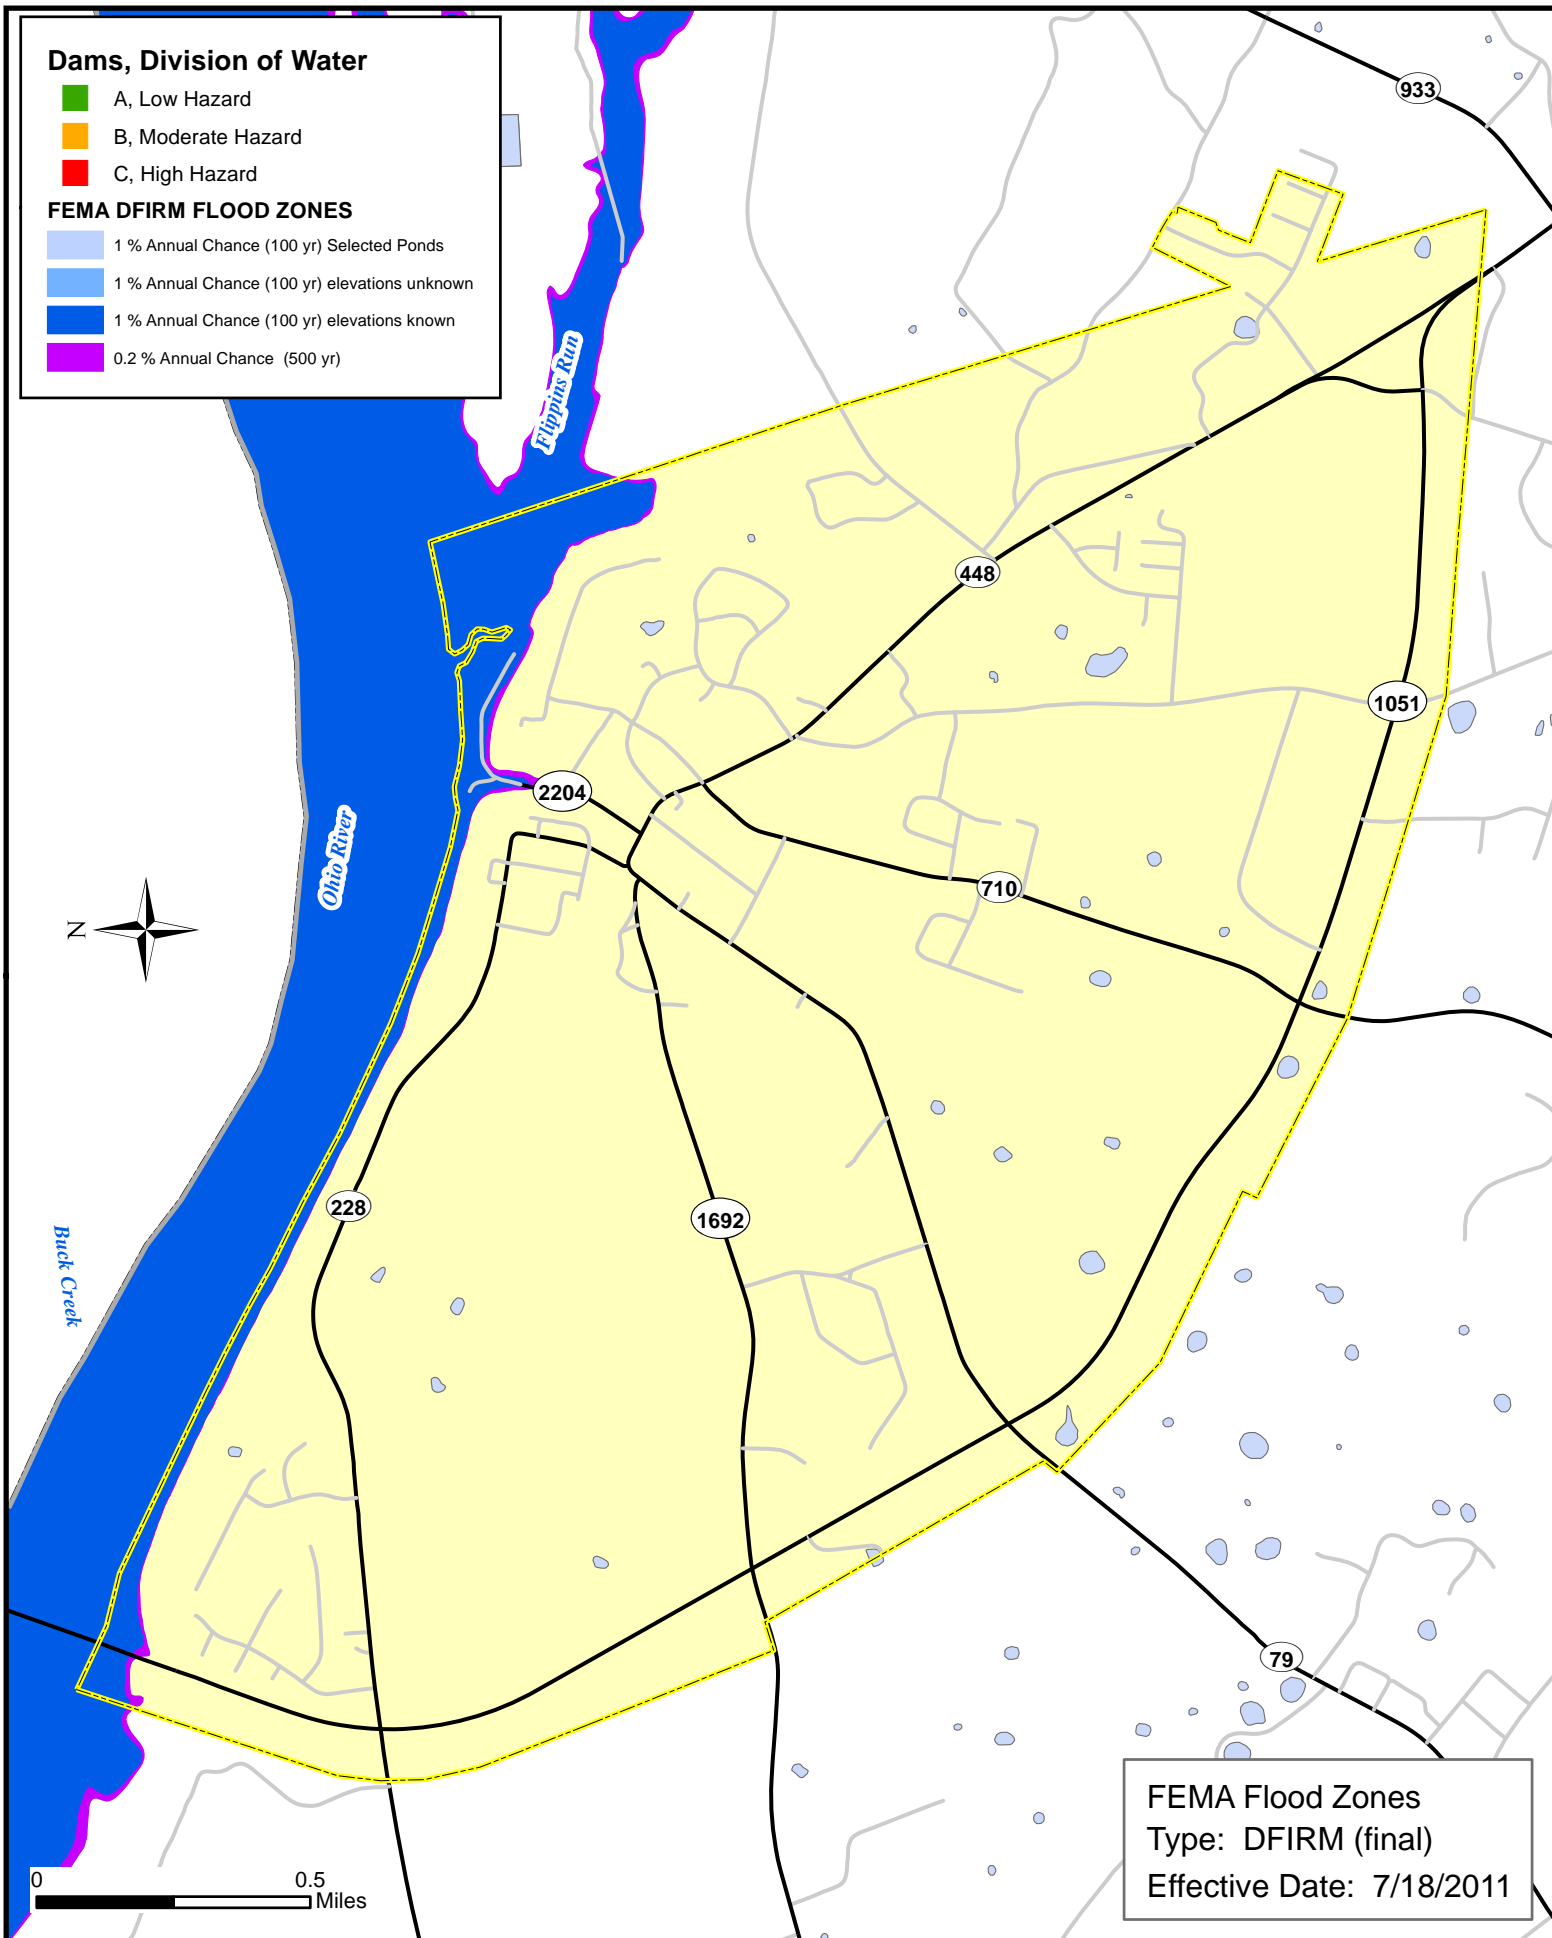 Dams, Division of Water
A, Low Hazard
B, Moderate Hazard
C, High Hazard
FEMA DFIRM FLOOD ZONES
1 % Annual Chance (100 yr) Selected Ponds
1 % Annual Chance (100 yr) elevations unknown
1 % Annual Chance (100 yr) elevations known
0.2 % Annual Chance (500 yr)
933
Flippins Run
448
1051
2204
Ohio River
710
N
228
1692
Buck Creek
79
FEMA Flood Zones
Type: DFIRM (final)
Effective Date: 7/18/2011
0 0.5
Miles